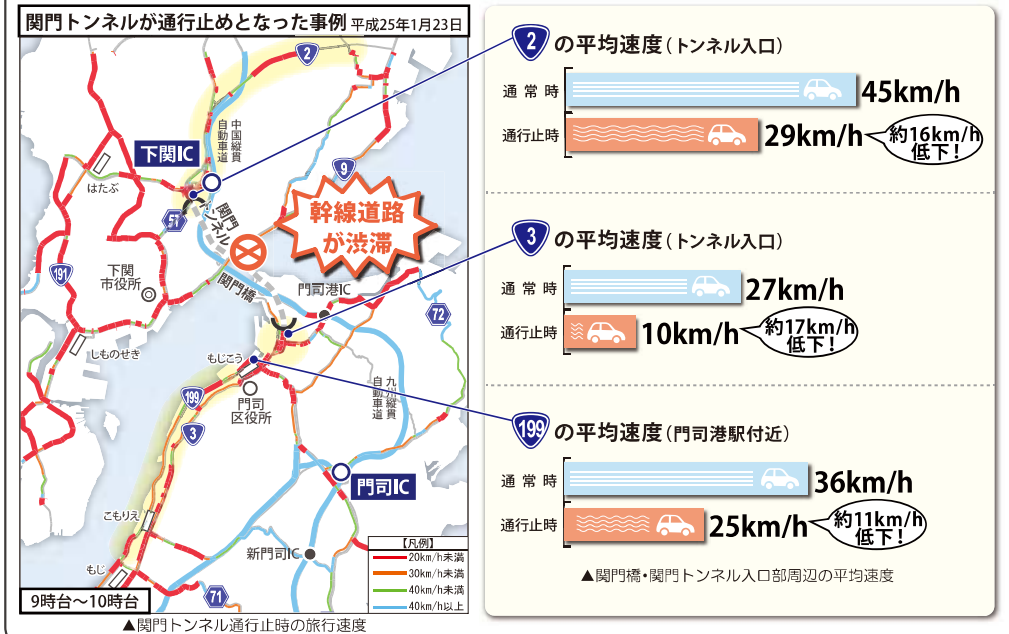 関門トンネルが通行止めとなった事例 平成25年1月23日
2
中国縦貫
自動車道
下関IC
9
はたぶ
57
関門
トンネル
幹線道路
が渋滞
191
下関
市役所
関門橋
門司港IC
72
しものせき
もじこう
199
門司
区役所
3
九州縦貫
自動車道
門司IC
こもりえ
新門司IC
もじ
71
【凡例】
20km/h未満
30km/h未満
40km/h未満
40km/h以上
9時台〜10時台
▲関門トンネル通行止時の旅行速度
2 の平均速度(トンネル入口)
通常時 45km/h
通行止時 29km/h 約16km/h
低下!
3 の平均速度(トンネル入口)
通常時 27km/h
通行止時 10km/h 約17km/h
低下!
199 の平均速度(門司港駅付近)
通常時 36km/h
通行止時 25km/h 約11km/h
低下!
▲関門橋・関門トンネル入口部周辺の平均速度